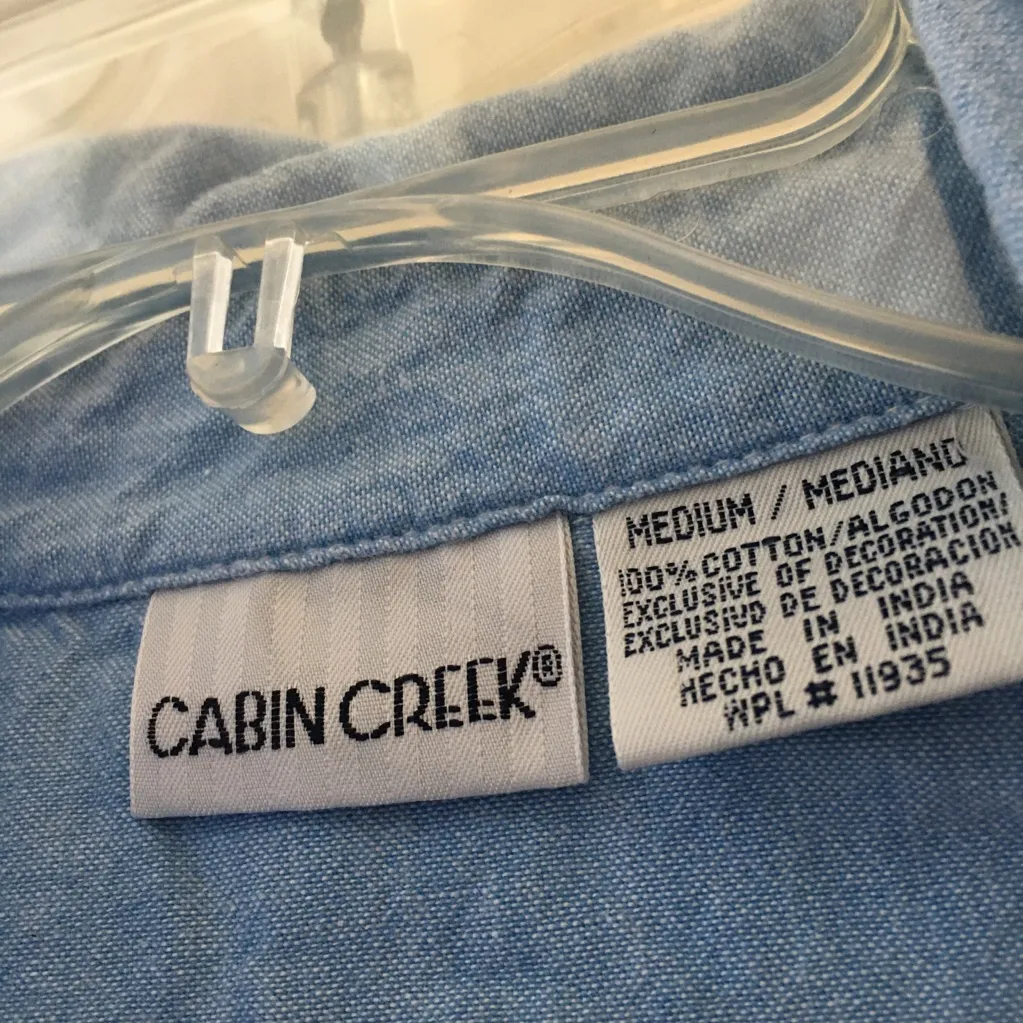 CABIN CREEK®
MEDIUM / MEDIANO
100% COTTON/ALGODON
EXCLUSIVE OF DECORATION/
EXCLUSIVO DE DECORACION
MADE IN INDIA
HECHO EN INDIA
WPL # 11935